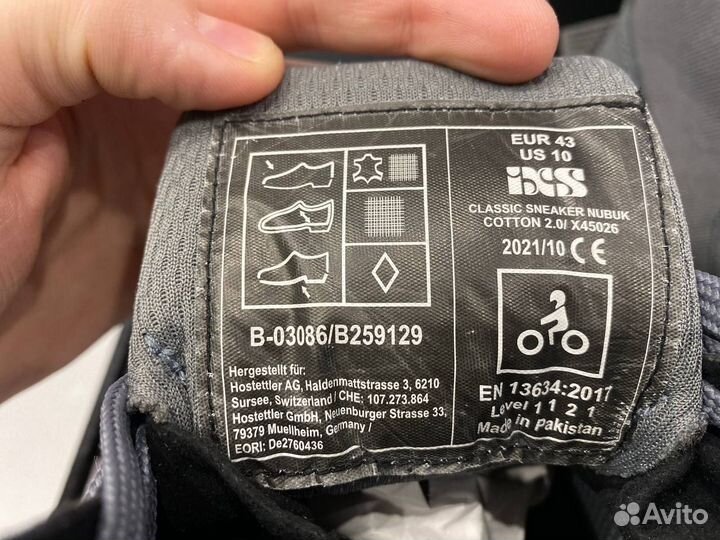 EUR 43
US 10
iXS
CLASSIC SNEAKER NUBUK
COTTON 2.0/ X45026
2021/10 CE
B-03086/B259129
Hergestellt für:
Hostettler AG, Haldenmattstrasse 3, 6210
Sursee, Switzerland / CHE: 107.273.864
Hostettler GmbH, Neuenburger Strasse 33,
79379 Muellheim, Germany /
EORI: De2760436
EN 13634:2017
Level 1 1 2 1
Made in Pakistan
Avito